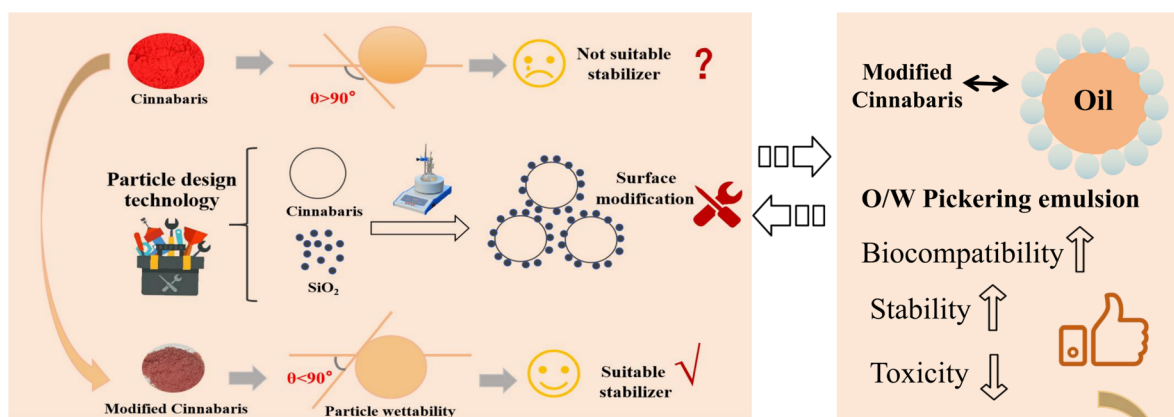 Cinnabaris
θ>90°
Not suitable
stabilizer
?
Particle design
technology
Cinnabaris
SiO₂
Surface
modification
Modified Cinnabaris
θ<90°
Particle wettability
Suitable
stabilizer
√
Modified
Cinnabaris
Oil
O/W Pickering emulsion
Biocompatibility
Stability
Toxicity